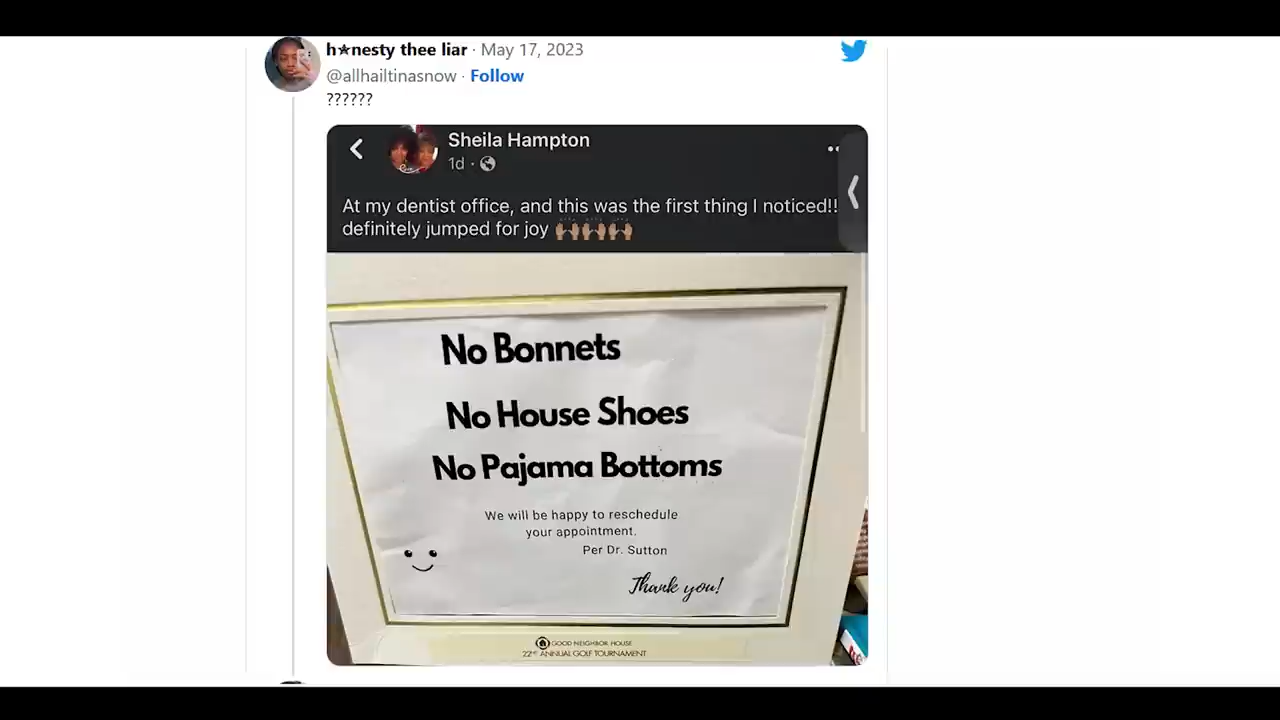 h★nesty thee liar · May 17, 2023
@allhailtinasnow · Follow
??????
Sheila Hampton
1d ·
At my dentist office, and this was the first thing I noticed!!
definitely jumped for joy 🙌🏽🙌🏽🙌🏽
No Bonnets
No House Shoes
No Pajama Bottoms
We will be happy to reschedule
your appointment.
Per Dr. Sutton
Thank you!
GOOD NEIGHBOR HOUSE
22ND ANNUAL GOLF TOURNAMENT